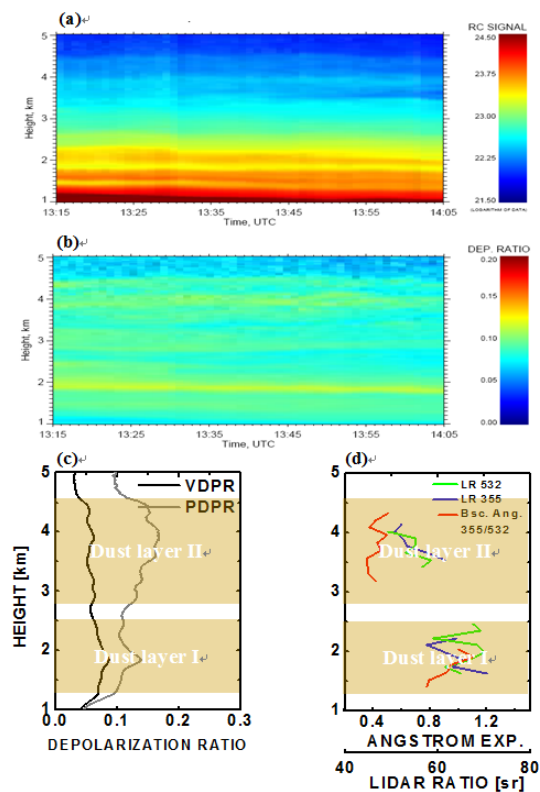 (a)
RC SIGNAL
5
4
3
2
1
Height, km
24.50
23.75
23.00
22.25
21.50
(LOGARITHM OF DATA)
13:15 13:25 13:35 13:45 13:55 14:05
Time, UTC
(b)
DEP. RATIO
5
4
3
2
1
Height, km
0.20
0.15
0.10
0.05
0.00
13:15 13:25 13:35 13:45 13:55 14:05
Time, UTC
(c)
5
4
3
2
1
HEIGHT [km]
VDPR
PDPR
Dust layer II
Dust layer I
0 0.1 0.2 0.3
DEPOLARIZATION RATIO
(d)
5
4
3
2
1
LR 532
LR 355
Bsc. Ang.
355/532
Dust layer II
Dust layer I
0.4 0.8 1.2
ANGSTROM EXP.
40 60 80
LIDAR RATIO [sr]